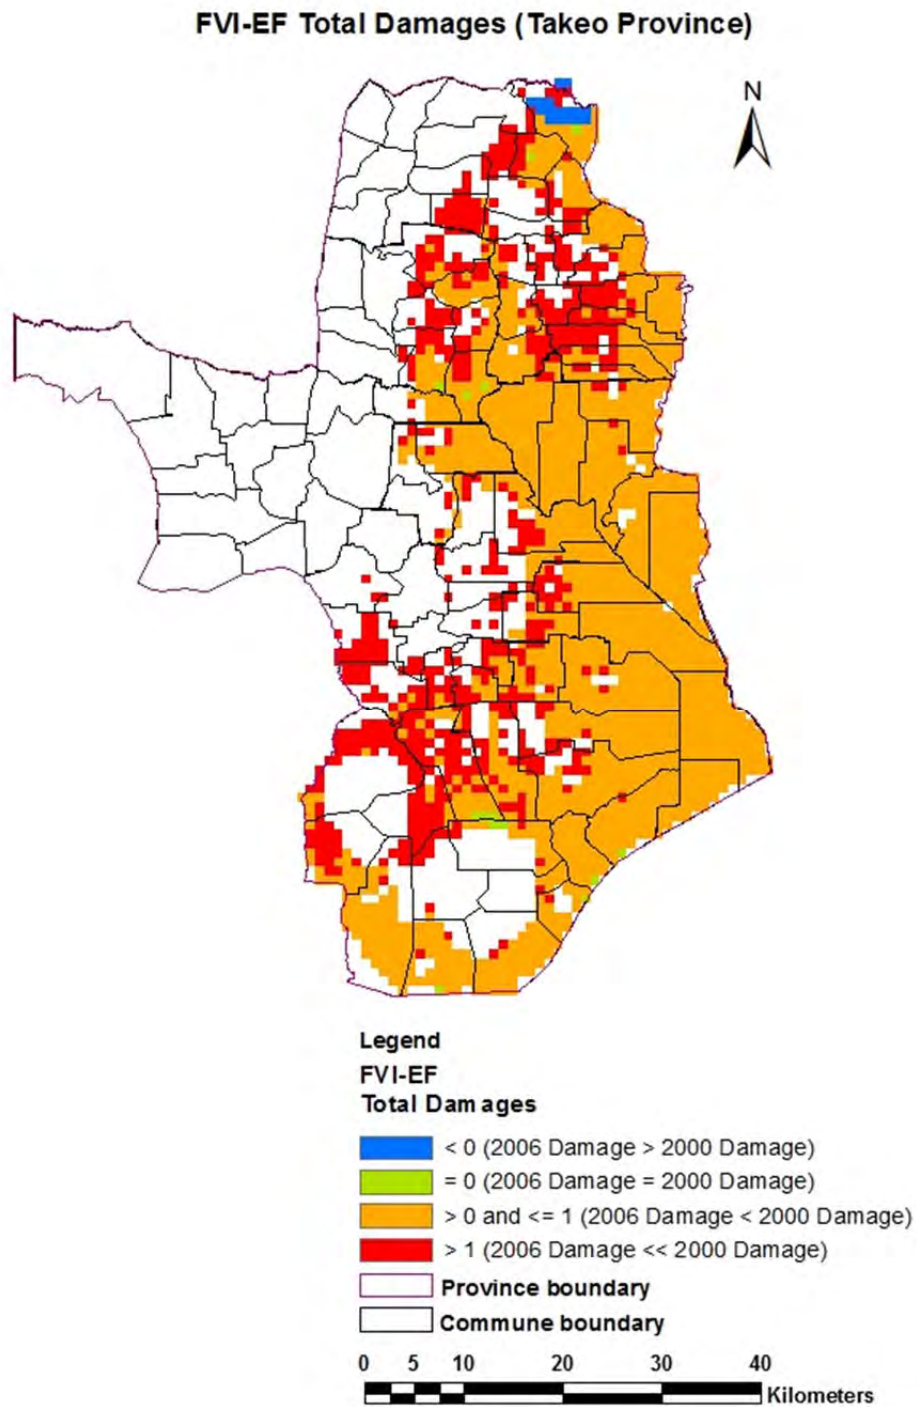 FVI-EF Total Damages (Takeo Province)
N
Legend
FVI-EF
Total Damages
< 0 (2006 Damage > 2000 Damage)
= 0 (2006 Damage = 2000 Damage)
> 0 and <= 1 (2006 Damage < 2000 Damage)
> 1 (2006 Damage << 2000 Damage)
Province boundary
Commune boundary
0 5 10 20 30 40
Kilometers